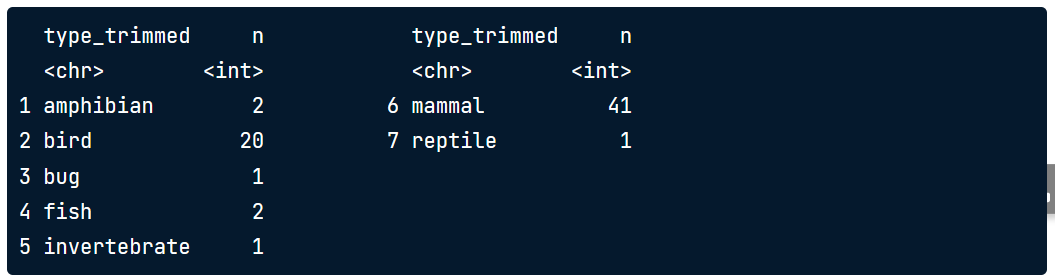 type_trimmed n type_trimmed n
<chr> <int> <chr> <int>
1 amphibian 2 6 mammal 41
2 bird 20 7 reptile 1
3 bug 1
4 fish 2
5 invertebrate 1